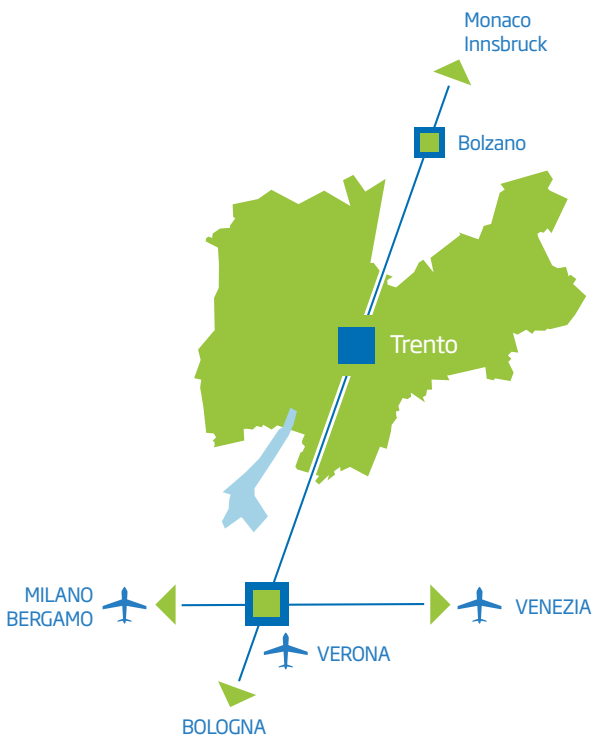 Monaco
Innsbruck
Bolzano
Trento
MILANO
BERGAMO
VENEZIA
VERONA
BOLOGNA